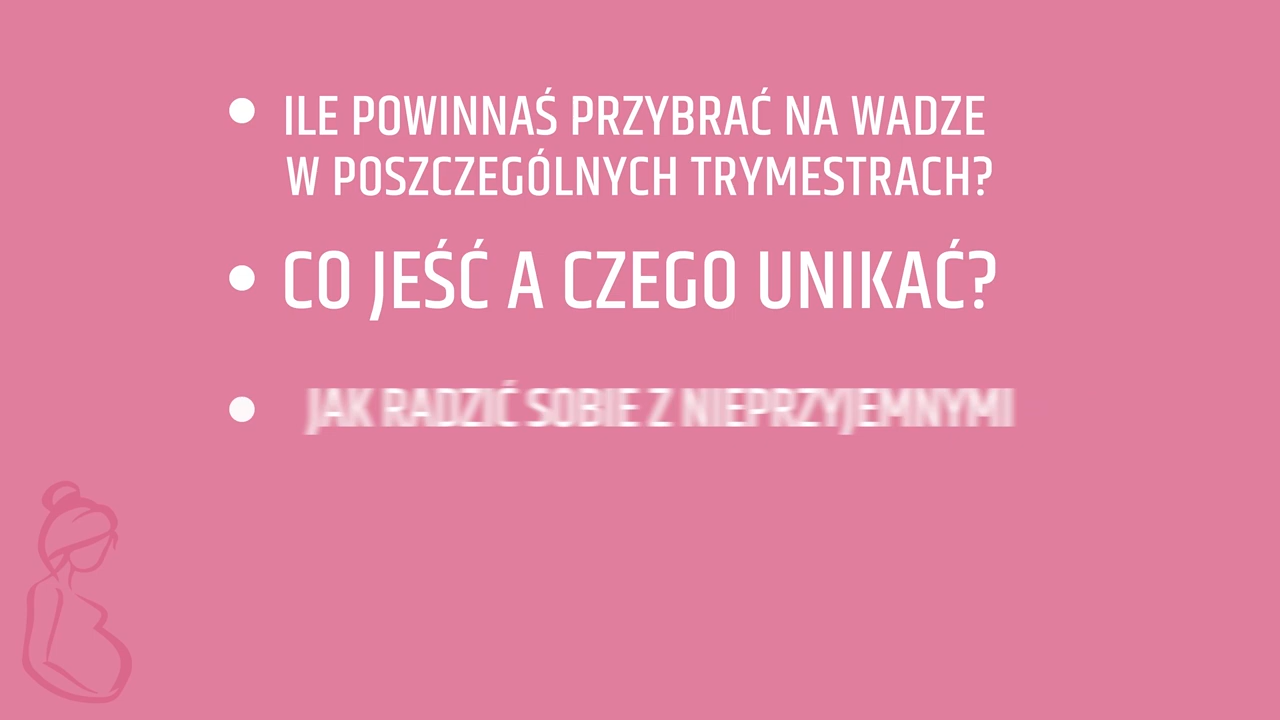 ILE POWINNAŚ PRZYBRAĆ NA WADZE
W POSZCZEGÓLNYCH TRYMESTRACH?
CO JEŚĆ A CZEGO UNIKAĆ?
JAK RADZIĆ SOBIE Z NIEPRZYJEMNYMI